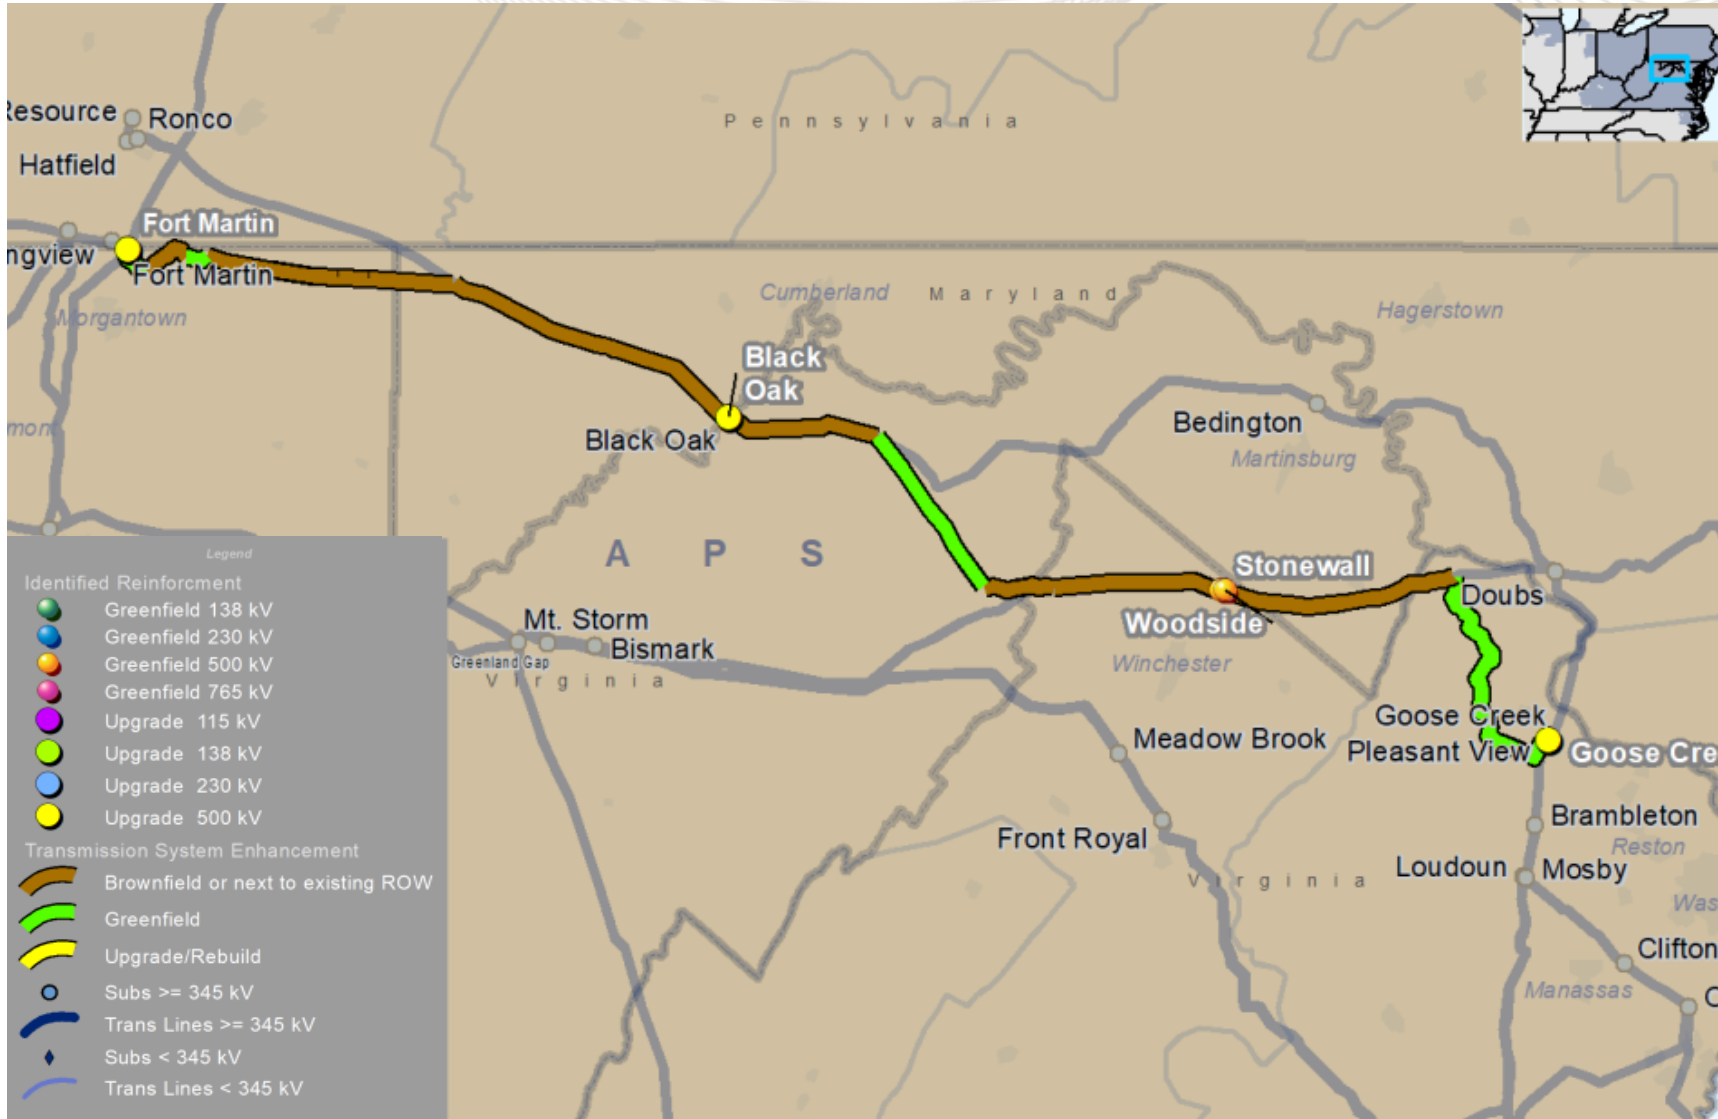 Pennsylvania
Resource
Ronco
Hatfield
Fort Martin
ngview
Fort Martin
Morgantown
Cumberland
Maryland
Hagerstown
Black
Oak
Black Oak
mont
Bedington
Martinsburg
A P S
Stonewall
Woodside
Doubs
Winchester
Mt. Storm
Bismark
Greenland Gap
Virginia
Goose Creek
Pleasant View
Goose Cre
Meadow Brook
Front Royal
Virginia
Brambleton
Reston
Loudoun
Mosby
Was
Clifton
Manassas
C
Legend
Identified Reinforcment
Greenfield 138 kV
Greenfield 230 kV
Greenfield 500 kV
Greenfield 765 kV
Upgrade 115 kV
Upgrade 138 kV
Upgrade 230 kV
Upgrade 500 kV
Transmission System Enhancement
Brownfield or next to existing ROW
Greenfield
Upgrade/Rebuild
Subs >= 345 kV
Trans Lines >= 345 kV
Subs < 345 kV
Trans Lines < 345 kV